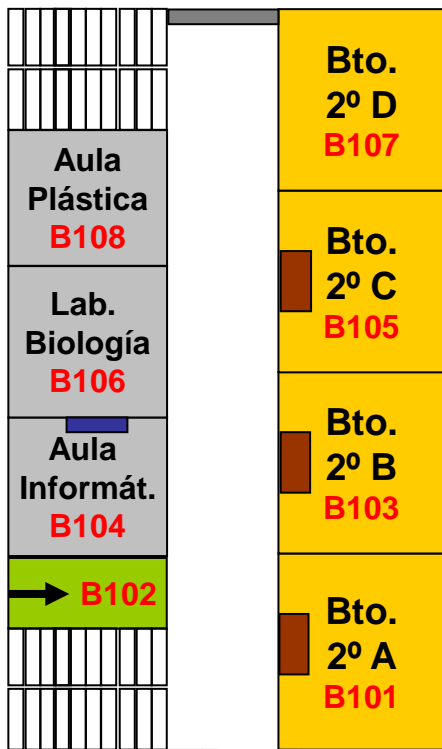 Aula
Plástica
B108
Lab.
Biología
B106
Aula
Informát.
B104
B102
Bto.
2º D
B107
Bto.
2º C
B105
Bto.
2º B
B103
Bto.
2º A
B101